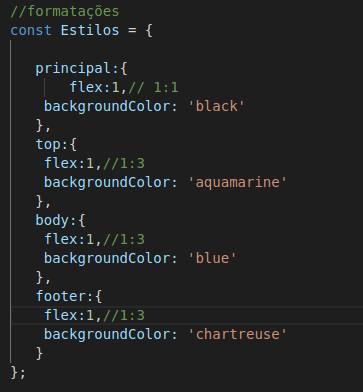 //formatações
const Estilos = {
principal:{
flex:1,// 1:1
backgroundColor: 'black'
},
top:{
flex:1,//1:3
backgroundColor: 'aquamarine'
},
body:{
flex:1,//1:3
backgroundColor: 'blue'
},
footer:{
flex:1,//1:3
backgroundColor: 'chartreuse'
}
};